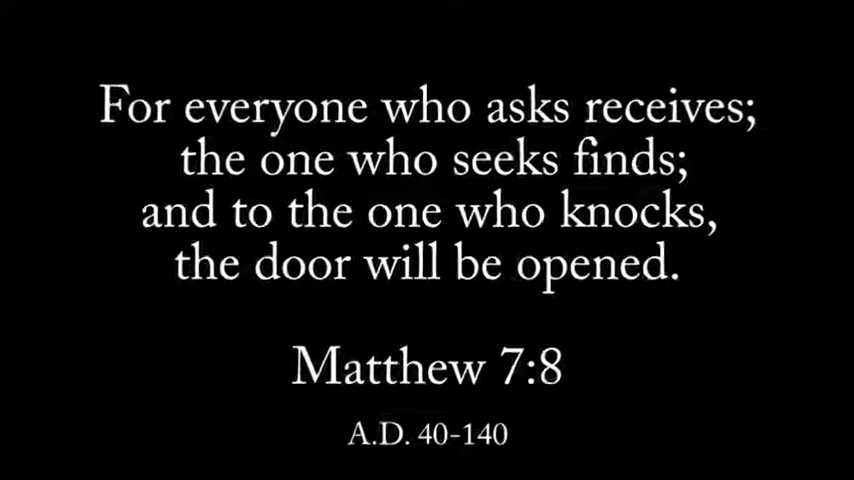 For everyone who asks receives;
the one who seeks finds;
and to the one who knocks,
the door will be opened.
Matthew 7:8
A.D. 40-140